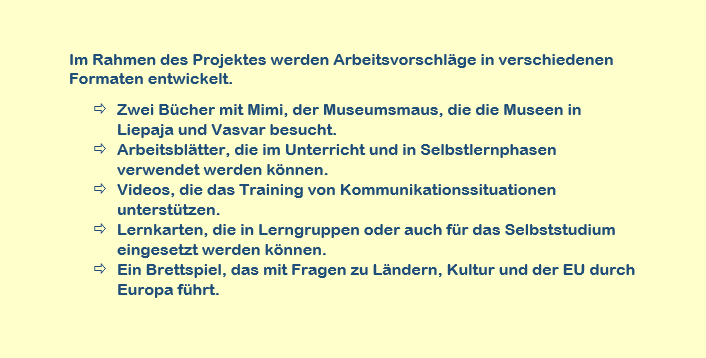 Im Rahmen des Projektes werden Arbeitsvorschläge in verschiedenen
Formaten entwickelt.
⇨ Zwei Bücher mit Mimi, der Museumsmaus, die die Museen in
Liepaja und Vasvar besucht.
⇨ Arbeitsblätter, die im Unterricht und in Selbstlernphasen
verwendet werden können.
⇨ Videos, die das Training von Kommunikationssituationen
unterstützen.
⇨ Lernkarten, die in Lerngruppen oder auch für das Selbststudium
eingesetzt werden können.
⇨ Ein Brettspiel, das mit Fragen zu Ländern, Kultur und der EU durch
Europa führt.